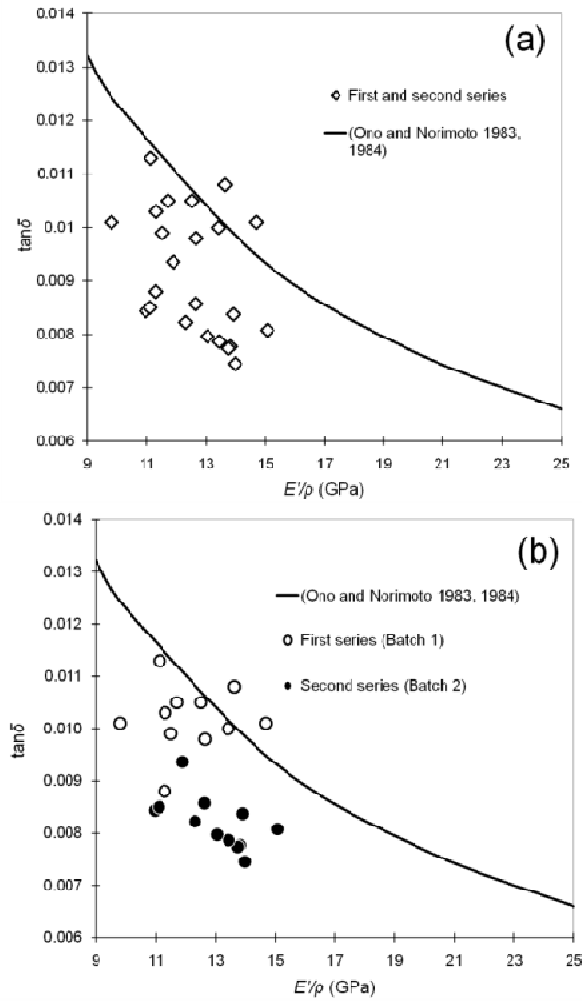 (a)
0.014
0.013
0.012
0.011
0.01
0.009
0.008
0.007
0.006
tanδ
First and second series
(Ono and Norimoto 1983,
1984)
9 11 13 15 17 19 21 23 25
E'/ρ (GPa)
(b)
0.014
0.013
0.012
0.011
0.010
0.009
0.008
0.007
0.006
tanδ
(Ono and Norimoto 1983, 1984)
First series (Batch 1)
Second series (Batch 2)
9 11 13 15 17 19 21 23 25
E'/ρ (GPa)